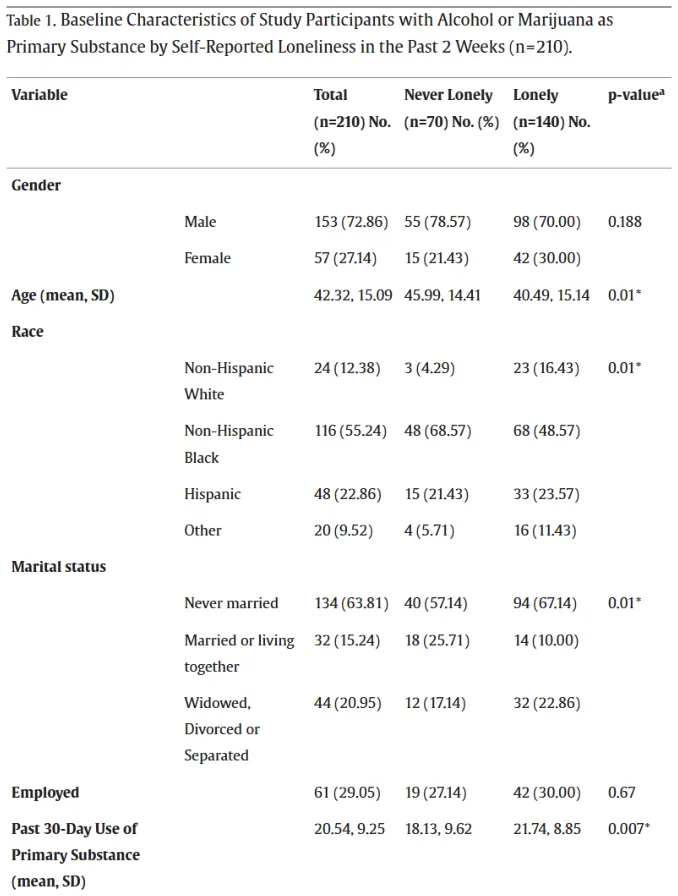 Table 1. Baseline Characteristics of Study Participants with Alcohol or Marijuana as
Primary Substance by Self-Reported Loneliness in the Past 2 Weeks (n=210).
Variable Total Never Lonely Lonely p-valueᵃ
(n=210) No. (n=70) No. (%) (n=140) No.
(%) (%)
Gender
Male 153 (72.86) 55 (78.57) 98 (70.00) 0.188
Female 57 (27.14) 15 (21.43) 42 (30.00)
Age (mean, SD) 42.32, 15.09 45.99, 14.41 40.49, 15.14 0.01*
Race
Non-Hispanic 24 (12.38) 3 (4.29) 23 (16.43) 0.01*
White
Non-Hispanic 116 (55.24) 48 (68.57) 68 (48.57)
Black
Hispanic 48 (22.86) 15 (21.43) 33 (23.57)
Other 20 (9.52) 4 (5.71) 16 (11.43)
Marital status
Never married 134 (63.81) 40 (57.14) 94 (67.14) 0.01*
Married or living 32 (15.24) 18 (25.71) 14 (10.00)
together
Widowed, 44 (20.95) 12 (17.14) 32 (22.86)
Divorced or
Separated
Employed 61 (29.05) 19 (27.14) 42 (30.00) 0.67
Past 30-Day Use of 20.54, 9.25 18.13, 9.62 21.74, 8.85 0.007*
Primary Substance
(mean, SD)